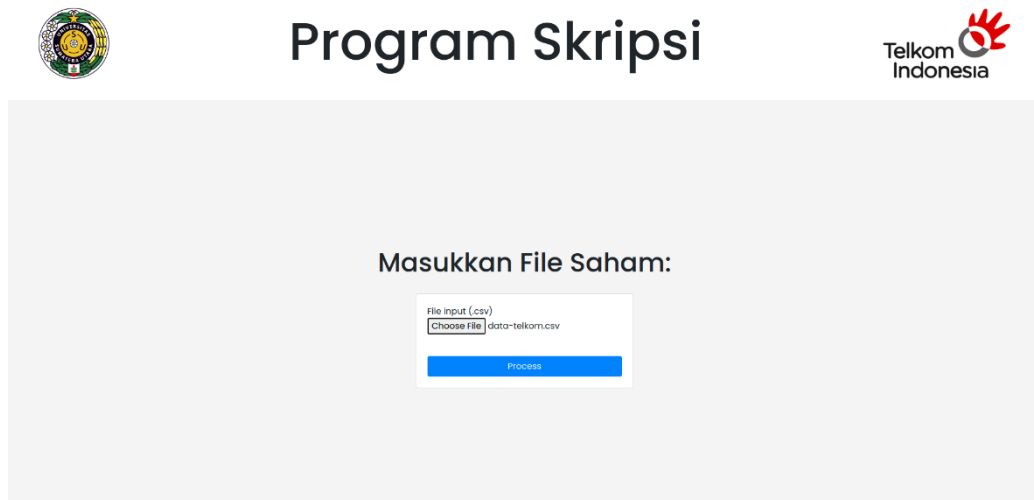 Program Skripsi
Telkom
Indonesia
Masukkan File Saham:
File input (.csv)
Choose File data-telkom.csv
Process